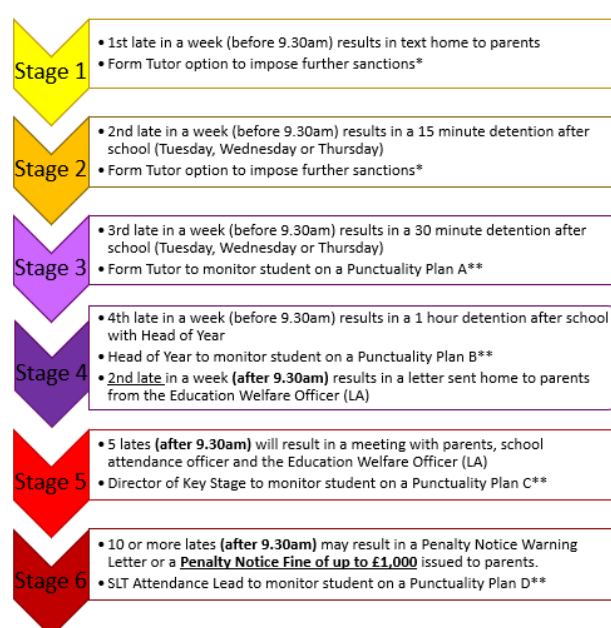 Stage 1
• 1st late in a week (before 9.30am) results in text home to parents
• Form Tutor option to impose further sanctions*
Stage 2
• 2nd late in a week (before 9.30am) results in a 15 minute detention after
school (Tuesday, Wednesday or Thursday)
• Form Tutor option to impose further sanctions*
Stage 3
• 3rd late in a week (before 9.30am) results in a 30 minute detention after
school (Tuesday, Wednesday or Thursday)
• Form Tutor to monitor student on a Punctuality Plan A**
Stage 4
• 4th late in a week (before 9.30am) results in a 1 hour detention after school
with Head of Year
• Head of Year to monitor student on a Punctuality Plan B**
• 2nd late in a week (after 9.30am) results in a letter sent home to parents
from the Education Welfare Officer (LA)
Stage 5
• 5 lates (after 9.30am) will result in a meeting with parents, school
attendance officer and the Education Welfare Officer (LA)
• Director of Key Stage to monitor student on a Punctuality Plan C**
Stage 6
• 10 or more lates (after 9.30am) may result in a Penalty Notice Warning
Letter or a Penalty Notice Fine of up to £1,000 issued to parents.
• SLT Attendance Lead to monitor student on a Punctuality Plan D**